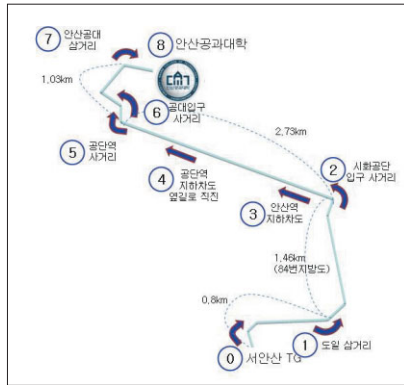 7
안산공대
삼거리
8
안산공과대학
1.03km
6
공대입구
사거리
5
공단역
사거리
2.73km
4
공단역
지하차도
옆길로 직진
3
안산역
지하차도
2
시화공단
입구 사거리
1.46km
(84번지방도)
0.8km
1
도일 삼거리
0
서안산 TG